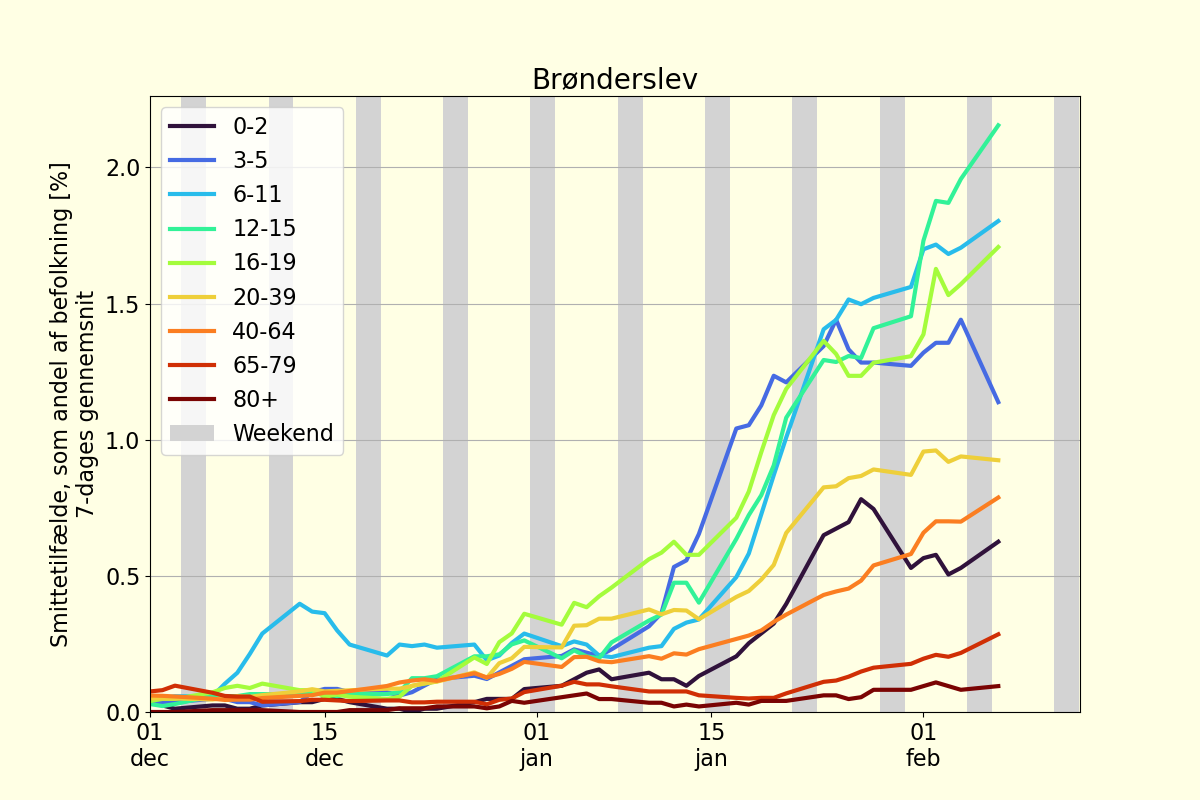 Brønderslev
Smittetilfælde, som andel af befolkning [%]
7-dages gennemsnit
2.0
1.5
1.0
0.5
0.0
0-2
3-5
6-11
12-15
16-19
20-39
40-64
65-79
80+
Weekend
01
dec
15
dec
01
jan
15
jan
01
feb